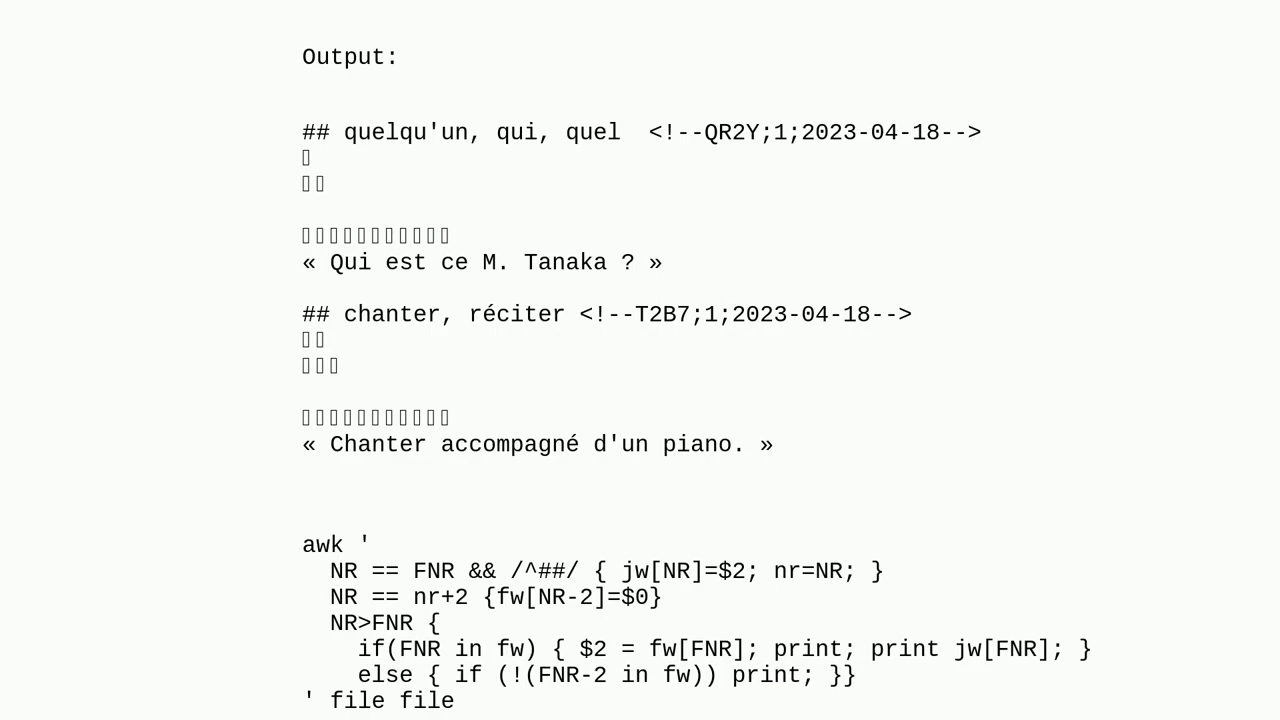 Output:
## quelqu'un, qui, quel  <!--QR2Y;1;2023-04-18-->
« Qui est ce M. Tanaka ? »
## chanter, réciter <!--T2B7;1;2023-04-18-->
« Chanter accompagné d'un piano. »
awk '
  NR == FNR && /^##/ { jw[NR]=$2; nr=NR; }
  NR == nr+2 {fw[NR-2]=$0}
  NR>FNR {
    if(FNR in fw) { $2 = fw[FNR]; print; print jw[FNR]; }
    else { if (!(FNR-2 in fw)) print; }}
' file file